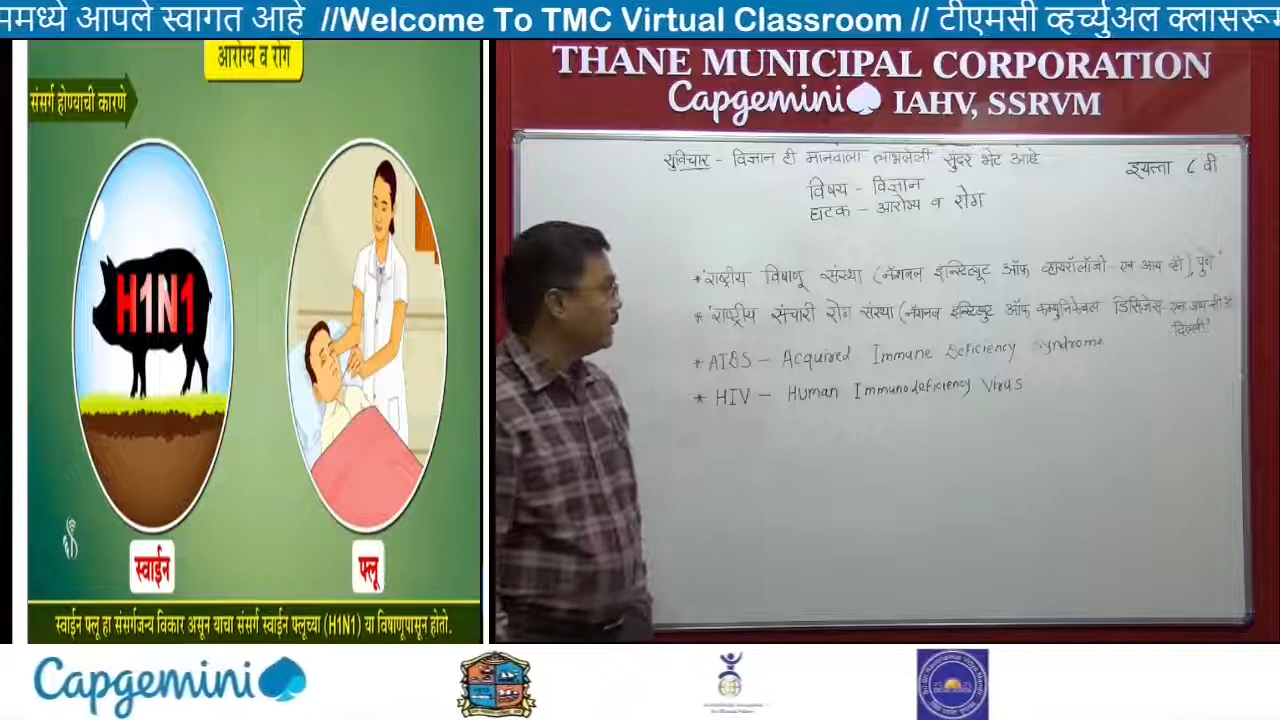 ममध्ये आपले स्वागत आहे //Welcome To TMC Virtual Classroom // टीएमसी व्हर्च्युअल क्लासरूम
आरोग्य व रोग
संसर्ग होण्याची कारणे
H1N1
स्वाईन
फ्लू
स्वाईन फ्लू हा संसर्गजन्य विकार असून याचा संसर्ग स्वाईन फ्लूच्या (H1N1) या विषाणूपासून होतो.
THANE MUNICIPAL CORPORATION
Capgemini IAHV, SSRVM
सुविचार - विज्ञान ही मानवाला लाभलेली सुंदर भेट आहे
इयत्ता ८ वी
विषय - विज्ञान
घटक - आरोग्य व रोग
* "राष्ट्रीय विषाणू संस्था (नॅशनल इन्स्टिट्यूट ऑफ व्हायरॉलॉजी - एन आय व्ही), पुणे"
* "राष्ट्रीय संचारी रोग संस्था (नॅशनल इन्स्टिट्युट ऑफ कम्युनिकेबल डिसिजेस - एन आय सी
दिल्ली"
* AIDS - Acquired Immune Deficiency Syndrome
* HIV - Human Immunodeficiency Virus
Capgemini